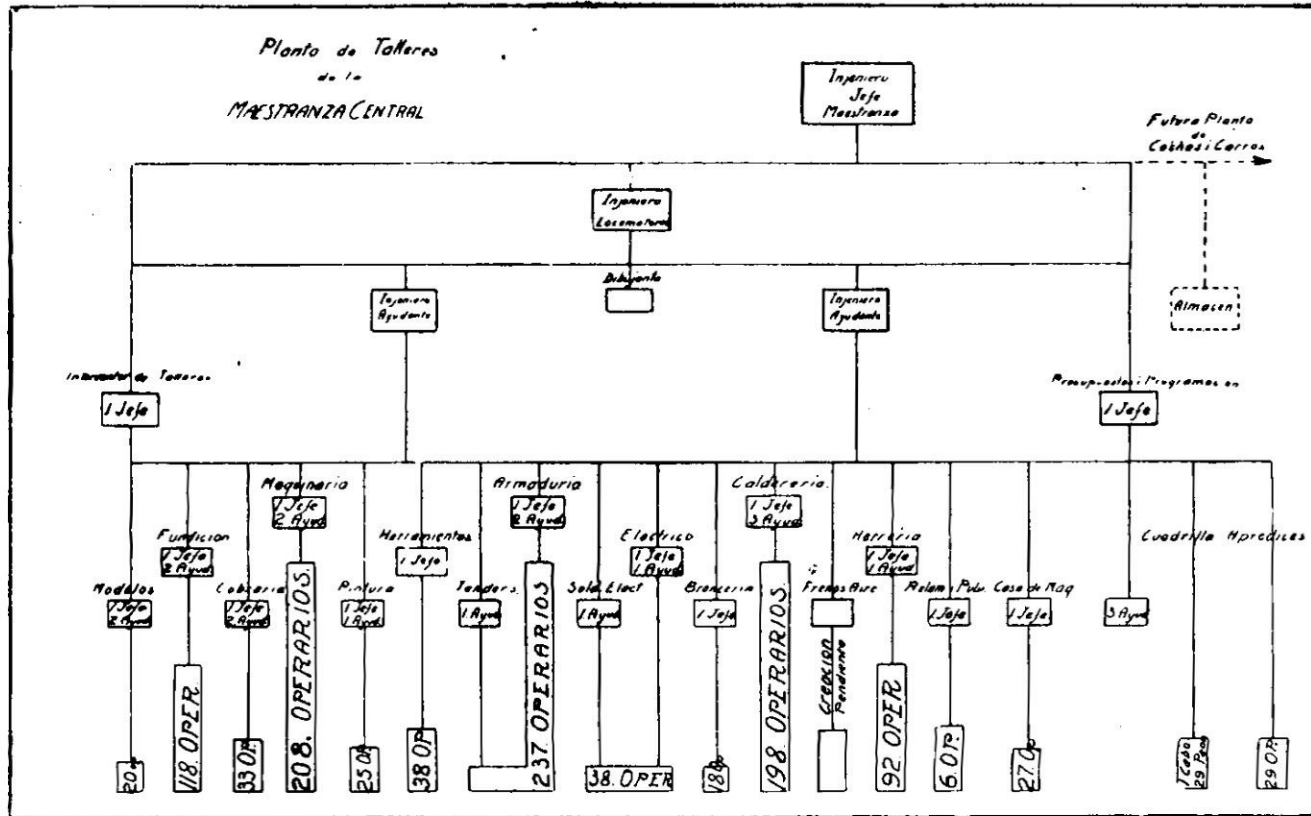 Planta de Talleres
de la
MAESTRANZA CENTRAL
Injeniero
Jefe
Maestranza
Futura Planta
de
Coches i Carros
Injeniero
Locomotoras
Dibujante
Injeniero
Ayudante
Injeniero
Ayudante
Almacen
Interventor de Talleres
1 Jefe
Presupuestos i Programas en
1 Jefe
Maquinaria
1 Jefe
2 Ayud
Armaduria
1 Jefe
2 Ayud
Caldereria
1 Jefe
3 Ayud
Fundicion
1 Jefe
2 Ayud
Herramientas
1 Jefe
Electrico
1 Jefe
1 Ayud
Herreria
1 Jefe
1 Ayud
Cuadrilla Aprendices
Modelos
1 Jefe
2 Ayud
Cobreria
1 Jefe
2 Ayud
Pintura
1 Jefe
1 Ayud
Tenders
1 Ayud
Sold. Elect
1 Ayud
Bronceria
1 Jefe
Frenos Aire
Relam. Pulv.
1 Jefe
Casa de Maq
1 Jefe
3 Ayud
Creacion
Pendiente
20 op
118. OPER.
33 OP.
208. OPERARIOS.
25 OP.
38 OP.
237. OPERARIOS
38. OPER
18 Op
198. OPERARIOS
92 OPER.
6. O.P.
27. Op
1 Cabo
29 Peon
29 O.P.